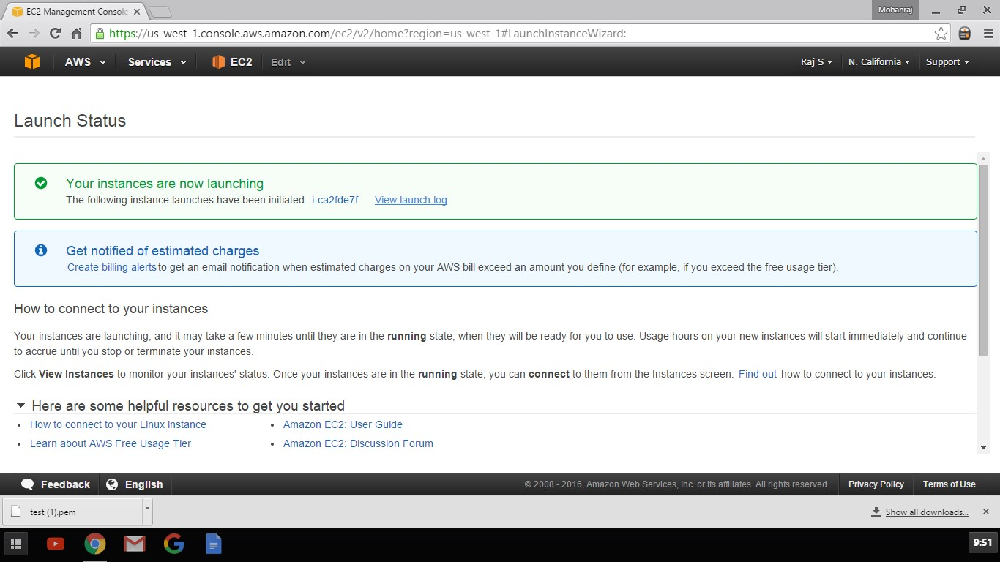 EC2 Management Console
Mohanraj
https://us-west-1.console.aws.amazon.com/ec2/v2/home?region=us-west-1#LaunchInstanceWizard:
AWS Services EC2 Edit Raj S N. California Support
Launch Status
Your instances are now launching
The following instance launches have been initiated: i-ca2fde7f View launch log
Get notified of estimated charges
Create billing alerts to get an email notification when estimated charges on your AWS bill exceed an amount you define (for example, if you exceed the free usage tier).
How to connect to your instances
Your instances are launching, and it may take a few minutes until they are in the running state, when they will be ready for you to use. Usage hours on your new instances will start immediately and continue
to accrue until you stop or terminate your instances.
Click View Instances to monitor your instances' status. Once your instances are in the running state, you can connect to them from the Instances screen. Find out how to connect to your instances.
Here are some helpful resources to get you started
• How to connect to your Linux instance • Amazon EC2: User Guide
• Learn about AWS Free Usage Tier • Amazon EC2: Discussion Forum
Feedback English © 2008 - 2016, Amazon Web Services, Inc. or its affiliates. All rights reserved. Privacy Policy Terms of Use
test (1).pem Show all downloads...
9:51